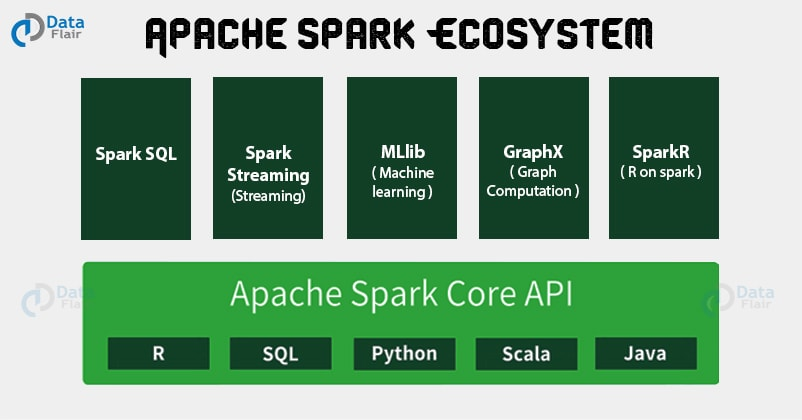 Data
Flair
Apache Spark Ecosystem
Spark SQL
Spark
Streaming
(Streaming)
MLlib
( Machine
learning )
GraphX
( Graph
Computation )
SparkR
( R on spark )
Apache Spark Core API
R
SQL
Python
Scala
Java
Data
Flair
Data
Flair